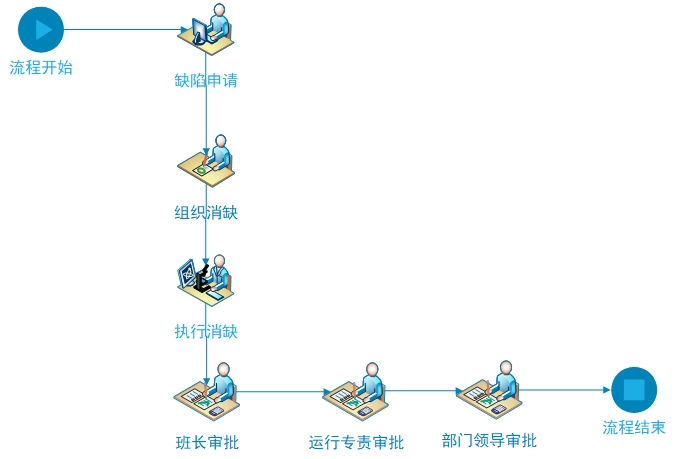 流程开始
缺陷申请
组织消缺
执行消缺
班长审批
运行专责审批
部门领导审批
流程结束